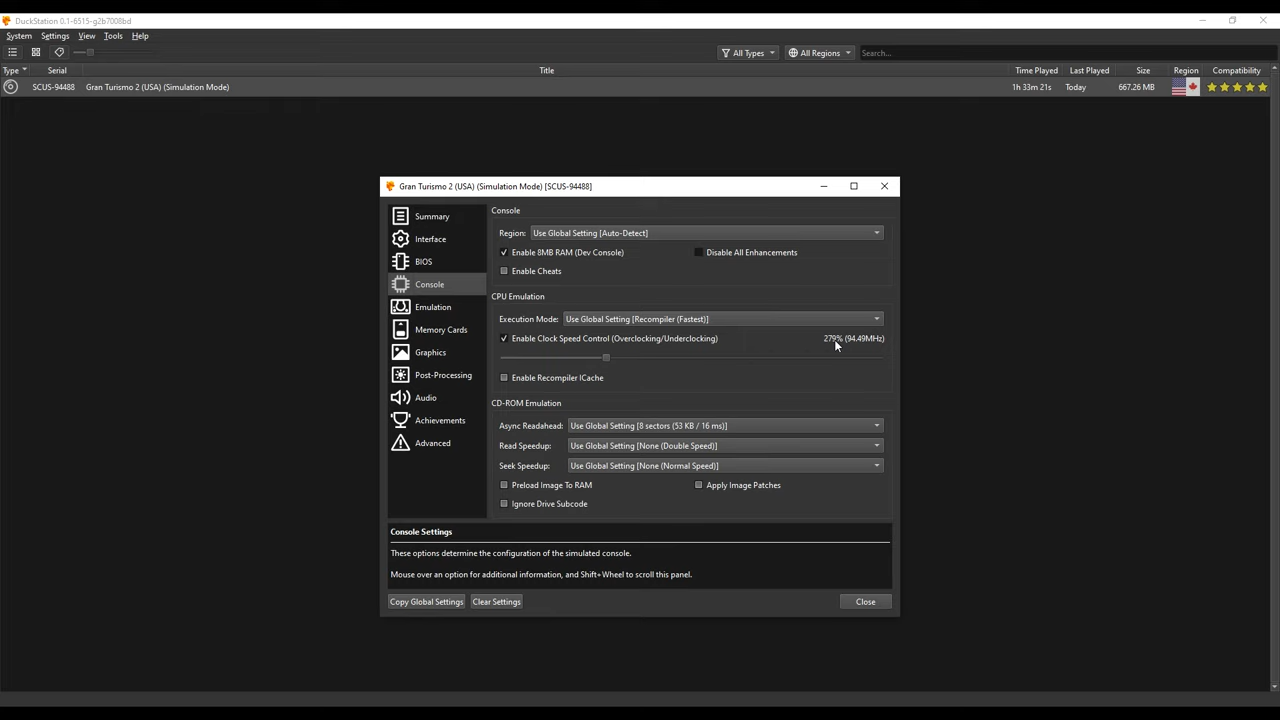 DuckStation 0.1-6515-g2b7008bd
System Settings View Tools Help
All Types All Regions Search...
Type Serial Title Time Played Last Played Size Region Compatibility
SCUS-94488 Gran Turismo 2 (USA) (Simulation Mode) 1h 33m 21s Today 667.26 MB
Gran Turismo 2 (USA) (Simulation Mode) [SCUS-94488]
Summary
Interface
BIOS
Console
Emulation
Memory Cards
Graphics
Post-Processing
Audio
Achievements
Advanced
Console
Region: Use Global Setting [Auto-Detect]
Enable 8MB RAM (Dev Console) Disable All Enhancements
Enable Cheats
CPU Emulation
Execution Mode: Use Global Setting [Recompiler (Fastest)]
Enable Clock Speed Control (Overclocking/Underclocking) 279% (94.49MHz)
Enable Recompiler ICache
CD-ROM Emulation
Async Readahead: Use Global Setting [8 sectors (53 KB / 16 ms)]
Read Speedup: Use Global Setting [None (Double Speed)]
Seek Speedup: Use Global Setting [None (Normal Speed)]
Preload Image To RAM Apply Image Patches
Ignore Drive Subcode
Console Settings
These options determine the configuration of the simulated console.
Mouse over an option for additional information, and Shift+Wheel to scroll this panel.
Copy Global Settings Clear Settings Close